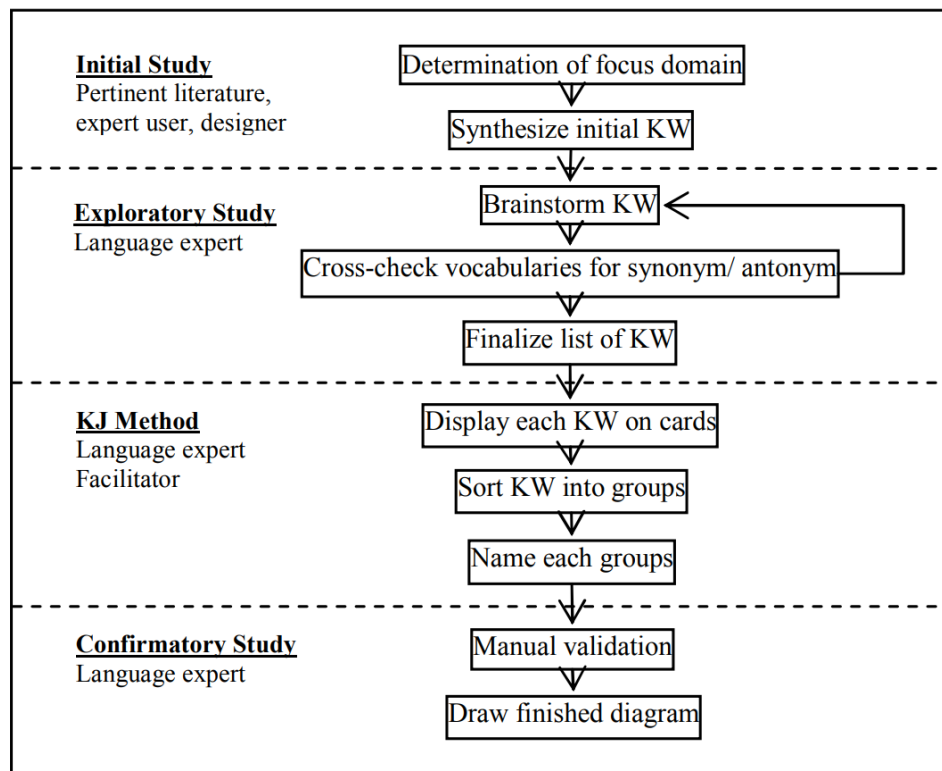 Initial Study
Pertinent literature,
expert user, designer
Determination of focus domain
Synthesize initial KW
Exploratory Study
Language expert
Brainstorm KW
Cross-check vocabularies for synonym/ antonym
Finalize list of KW
KJ Method
Language expert
Facilitator
Display each KW on cards
Sort KW into groups
Name each groups
Confirmatory Study
Language expert
Manual validation
Draw finished diagram